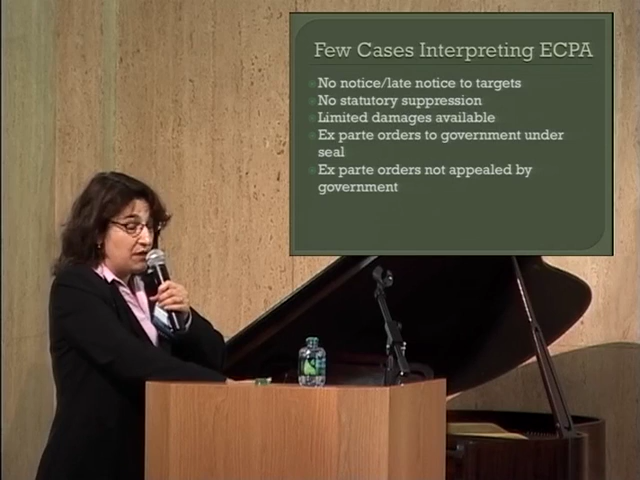 Few Cases Interpreting ECPA
No notice/late notice to targets
No statutory suppression
Limited damages available
Ex parte orders to government under
seal
Ex parte orders not appealed by
government